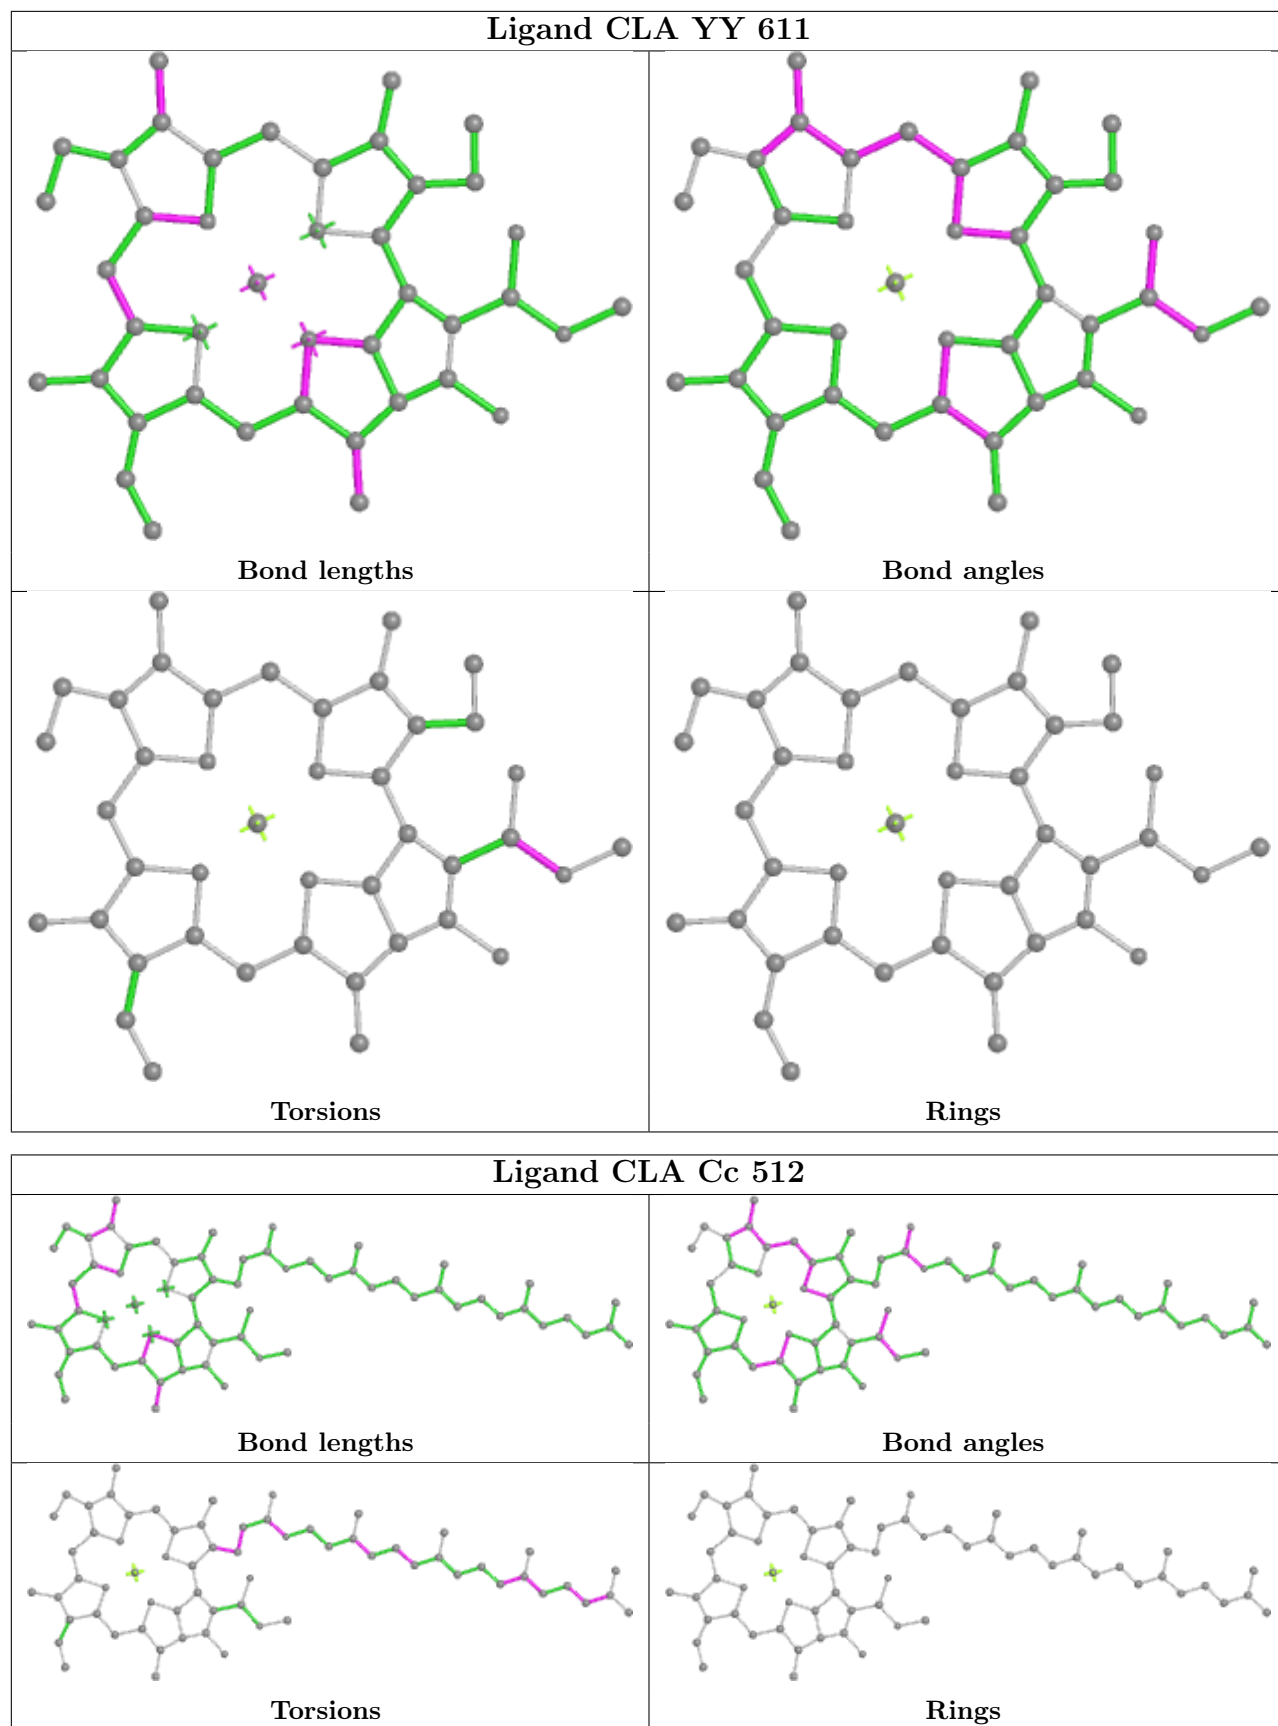 Ligand CLA YY 611
Bond lengths
Bond angles
Torsions
Rings
Ligand CLA Cc 512
Bond lengths
Bond angles
Torsions
Rings